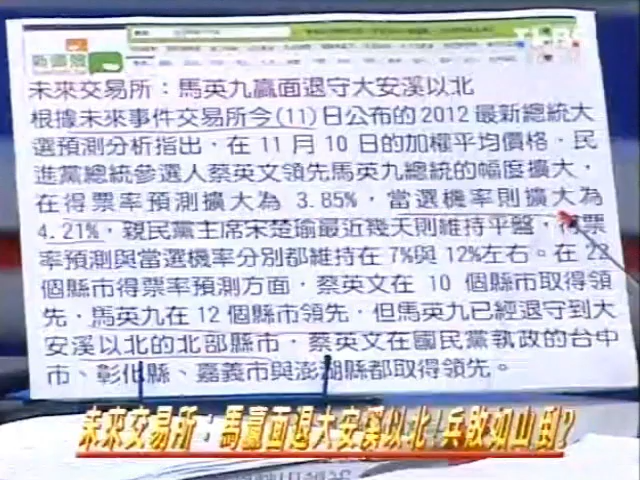 TVBS
新頭殼
未來交易所：馬英九贏面退守大安溪以北
根據未來事件交易所今(11)日公布的2012最新總統大
選預測分析指出，在11月10日的加權平均價格，民
進黨總統參選人蔡英文領先馬英九總統的幅度擴大，
在得票率預測擴大為 3.85%，當選機率則擴大為
4.21%，親民黨主席宋楚瑜最近幾天則維持平盤，得票
率預測與當選機率分別都維持在7%與12%左右。在22
個縣市得票率預測方面，蔡英文在 10 個縣市取得領
先，馬英九在12個縣市領先，但馬英九已經退守到大
安溪以北的北部縣市，蔡英文在國民黨執政的台中
市、彰化縣、嘉義市與澎湖縣都取得領先。
未來交易所：馬贏面退大安溪以北！兵敗如山倒？